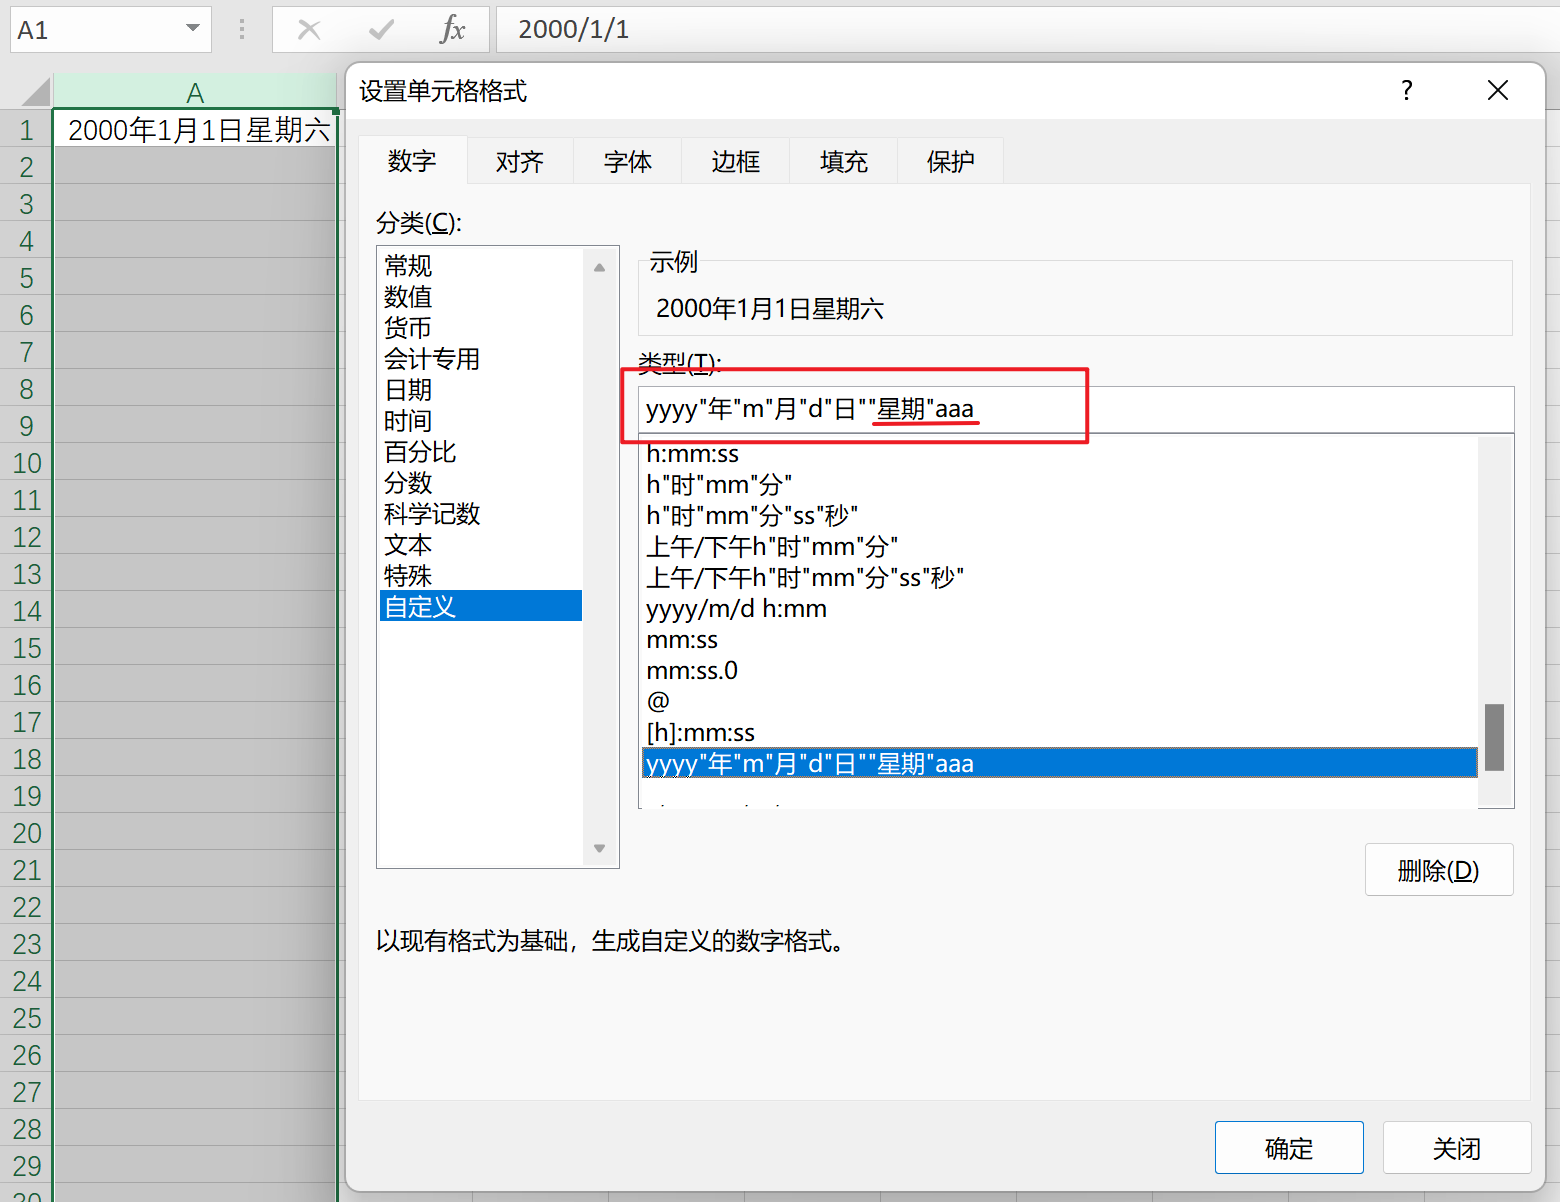 A1
fx
2000/1/1
A
设置单元格格式
?
1
2000年1月1日星期六
2
3
4
5
6
7
8
9
10
11
12
13
14
15
16
17
18
19
20
21
22
23
24
25
26
27
28
29
30
数字
对齐
字体
边框
填充
保护
分类(C):
常规
数值
货币
会计专用
日期
时间
百分比
分数
科学记数
文本
特殊
自定义
示例
2000年1月1日星期六
类型(T):
yyyy"年"m"月"d"日""星期"aaa
h:mm:ss
h"时"mm"分"
h"时"mm"分"ss"秒"
上午/下午h"时"mm"分"
上午/下午h"时"mm"分"ss"秒"
yyyy/m/d h:mm
mm:ss
mm:ss.0
@
[h]:mm:ss
yyyy"年"m"月"d"日""星期"aaa
删除(D)
以现有格式为基础，生成自定义的数字格式。
确定
关闭